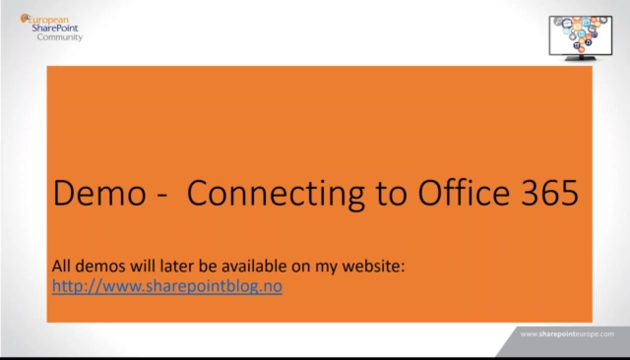 European
SharePoint
Community
Demo - Connecting to Office 365
All demos will later be available on my website:
http://www.sharepointblog.no
www.sharepointeurope.com